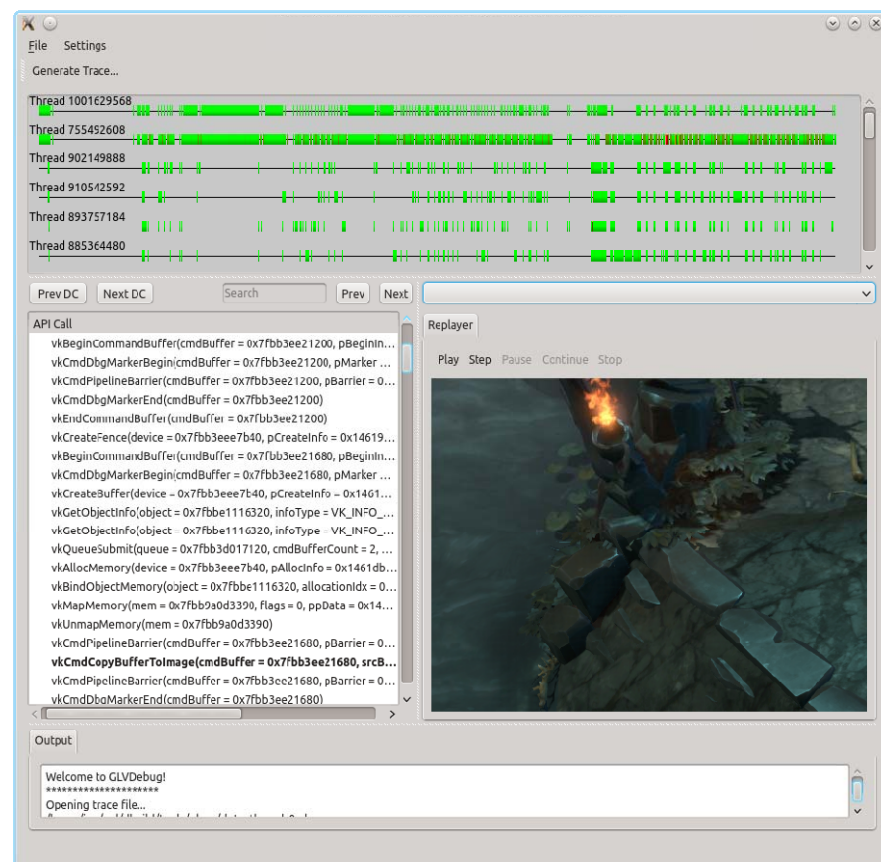 File Settings
Generate Trace...
Thread 1001629568
Thread 755492608
Thread 902149888
Thread 910542592
Thread 893757184
Thread 885364480
Prev DC Next DC Search Prev Next
API Call
vkBeginCommandBuffer(cmdBuffer = 0x7fbb3ee21200, pBeginIn...
vkCmdDbgMarkerBegin(cmdBuffer = 0x7fbb3ee21200, pMarker ...
vkCmdPipelineBarrier(cmdBuffer = 0x7fbb3ee21200, pBarrier = 0...
vkCmdDbgMarkerEnd(cmdBuffer = 0x7fbb3ee21200)
vkEndCommandBuffer(cmdBuffer = 0x7fbb3ee21200)
vkCreateFence(device = 0x7fbb3eee7b40, pCreateInfo = 0x14619...
vkBeginCommandBuffer(cmdBuffer = 0x7fbb3ee21680, pBeginIn...
vkCmdDbgMarkerBegin(cmdBuffer = 0x7fbb3ee21680, pMarker ...
vkCreateBuffer(device = 0x7fbb3eee7b40, pCreateInfo = 0x1461...
vkGetObjectInfo(object = 0x7fbbe1116320, infoType = VK_INFO_...
vkGetObjectInfo(object = 0x7fbbe1116320, infoType = VK_INFO_...
vkQueueSubmit(queue = 0x7fbb3d017120, cmdBufferCount = 2, ...
vkAllocMemory(device = 0x7fbb3eee7b40, pAllocInfo = 0x1461db...
vkBindObjectMemory(object = 0x7fbbe1116320, allocationIdx = 0...
vkMapMemory(mem = 0x7fbb9a0d3390, flags = 0, ppData = 0x14...
vkUnmapMemory(mem = 0x7fbb9a0d3390)
vkCmdPipelineBarrier(cmdBuffer = 0x7fbb3ee21680, pBarrier = 0...
vkCmdCopyBufferToImage(cmdBuffer = 0x7fbb3ee21680, srcB...
vkCmdPipelineBarrier(cmdBuffer = 0x7fbb3ee21680, pBarrier = 0...
vkCmdDbgMarkerEnd(cmdBuffer = 0x7fbb3ee21680)
Replayer
Play Step Pause Continue Stop
Output
Welcome to GLVDebug!
*********************
Opening trace file...